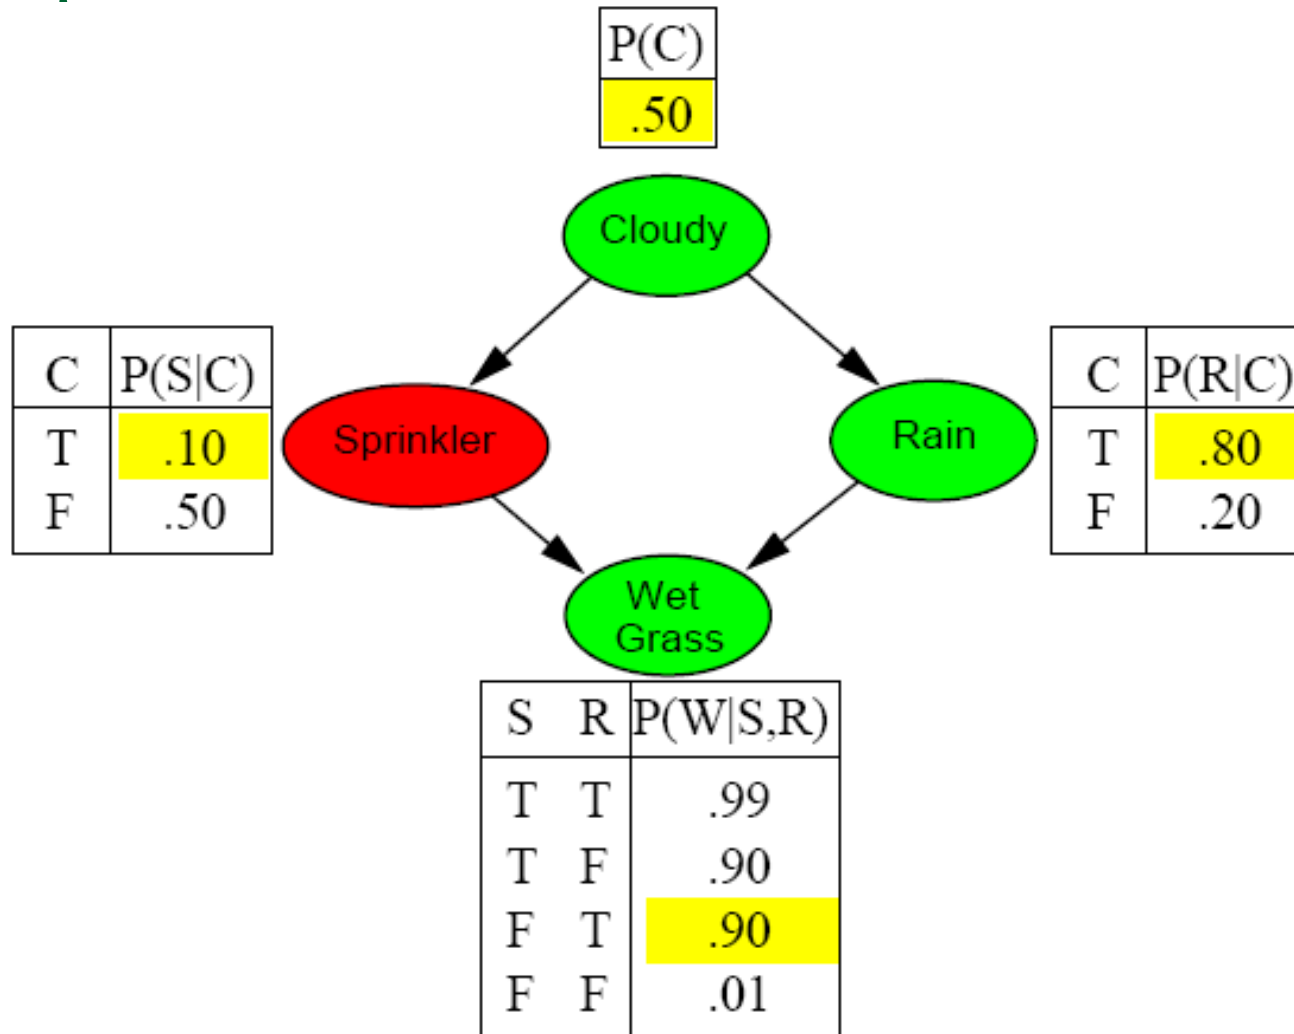 P(C)
.50
Cloudy
C P(S|C)
T .10
F .50
Sprinkler
Rain
C P(R|C)
T .80
F .20
Wet
Grass
S R P(W|S,R)
T T .99
T F .90
F T .90
F F .01